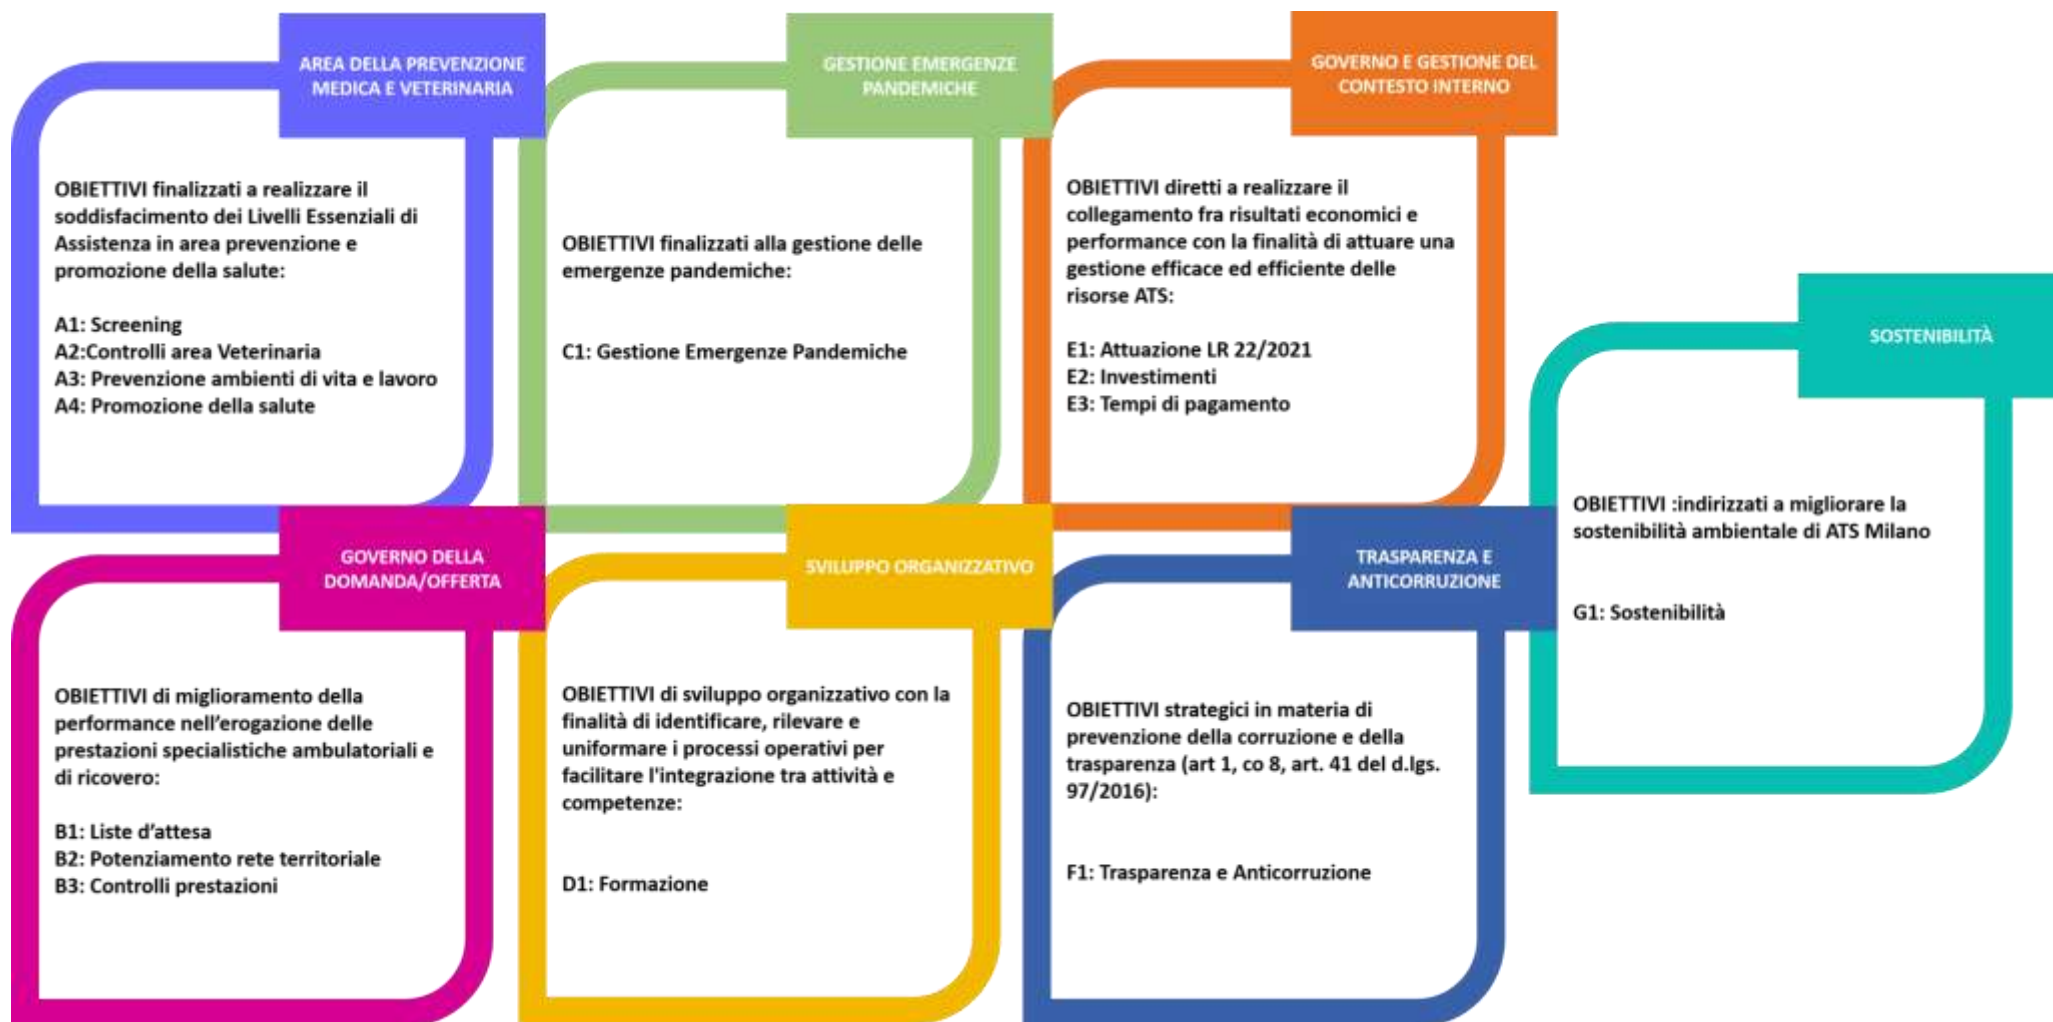 AREA DELLA PREVENZIONE
MEDICA E VETERINARIA
OBIETTIVI finalizzati a realizzare il
soddisfacimento dei Livelli Essenziali di
Assistenza in area prevenzione e
promozione della salute:
A1: Screening
A2:Controlli area Veterinaria
A3: Prevenzione ambienti di vita e lavoro
A4: Promozione della salute
GESTIONE EMERGENZE
PANDEMICHE
OBIETTIVI finalizzati alla gestione delle
emergenze pandemiche:
C1: Gestione Emergenze Pandemiche
GOVERNO E GESTIONE DEL
CONTESTO INTERNO
OBIETTIVI diretti a realizzare il
collegamento fra risultati economici e
performance con la finalità di attuare una
gestione efficace ed efficiente delle
risorse ATS:
E1: Attuazione LR 22/2021
E2: Investimenti
E3: Tempi di pagamento
SOSTENIBILITÀ
OBIETTIVI :indirizzati a migliorare la
sostenibilità ambientale di ATS Milano
G1: Sostenibilità
GOVERNO DELLA
DOMANDA/OFFERTA
OBIETTIVI di miglioramento della
performance nell'erogazione delle
prestazioni specialistiche ambulatoriali e
di ricovero:
B1: Liste d'attesa
B2: Potenziamento rete territoriale
B3: Controlli prestazioni
SVILUPPO ORGANIZZATIVO
OBIETTIVI di sviluppo organizzativo con la
finalità di identificare, rilevare e
uniformare i processi operativi per
facilitare l'integrazione tra attività e
competenze:
D1: Formazione
TRASPARENZA E
ANTICORRUZIONE
OBIETTIVI strategici in materia di
prevenzione della corruzione e della
trasparenza (art 1, co 8, art. 41 del d.lgs.
97/2016):
F1: Trasparenza e Anticorruzione